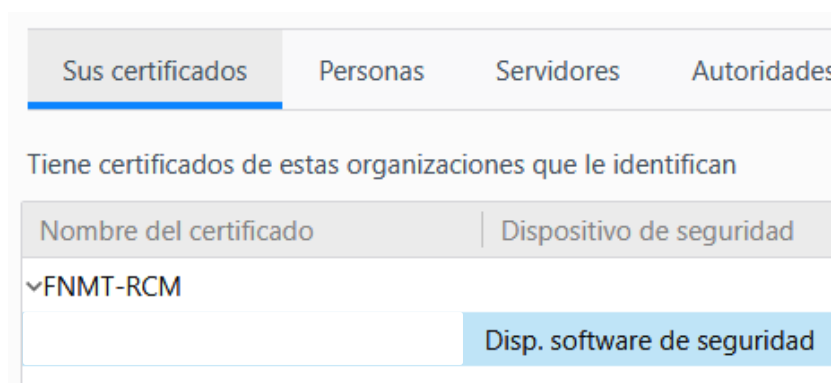 Sus certificados Personas Servidores Autoridades
Tiene certificados de estas organizaciones que le identifican
Nombre del certificado Dispositivo de seguridad
FNMT-RCM
Disp. software de seguridad